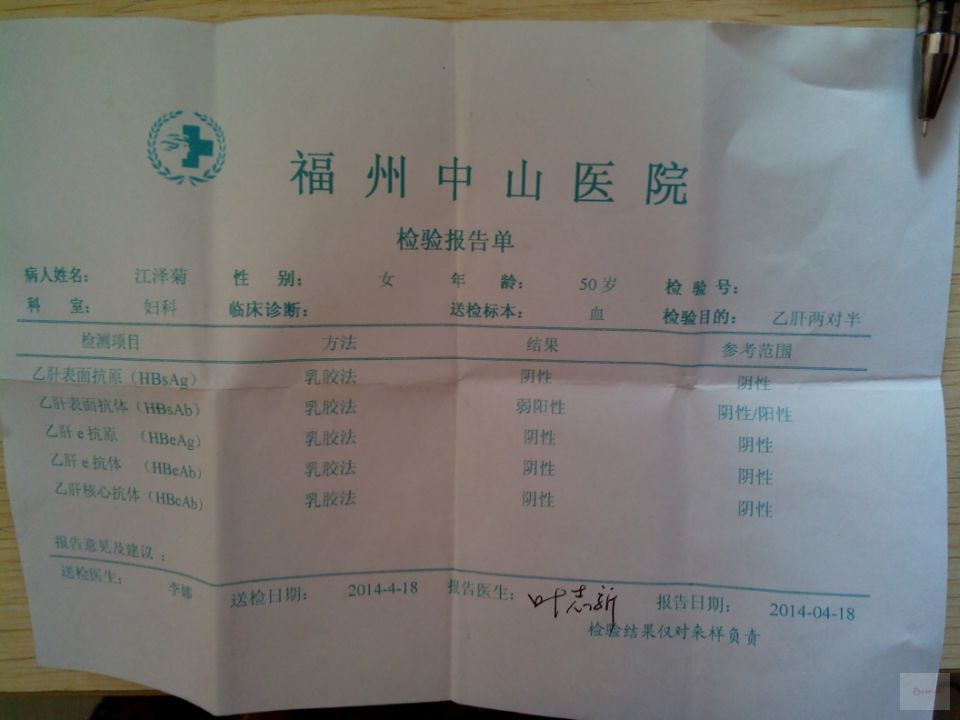 福州中山医院
检验报告单
病人姓名： 江泽菊 性 别： 女 年 龄： 50岁 检 验 号：
科 室： 妇科 临床诊断： 送检标本： 血 检验目的： 乙肝两对半
检测项目 方法 结果 参考范围
乙肝表面抗原（HBsAg） 乳胶法 阴性 阴性
乙肝表面抗体（HBsAb） 乳胶法 弱阳性 阴性/阳性
乙肝e抗原 （HBeAg） 乳胶法 阴性 阴性
乙肝e抗体 （HBeAb） 乳胶法 阴性 阴性
乙肝核心抗体（HBcAb） 乳胶法 阴性 阴性
报告意见及建议：
送检医生： 李娜 送检日期： 2014-4-18 报告医生： 叶志新 报告日期： 2014-04-18
检验结果仅对来样负责